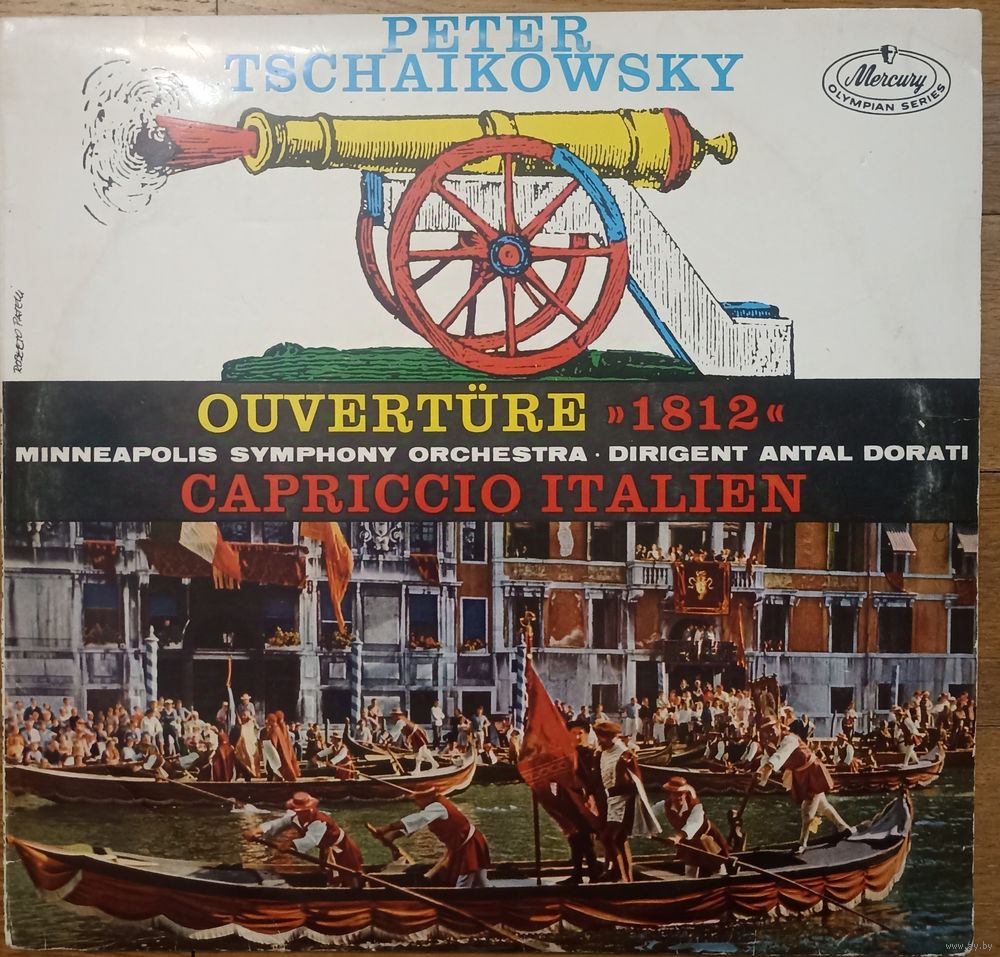 PETER
TSCHAIKOWSKY
Mercury
OLYMPIAN SERIES
OUVERTÜRE »1812«
MINNEAPOLIS SYMPHONY ORCHESTRA · DIRIGENT ANTAL DORATI
CAPRICCIO ITALIEN